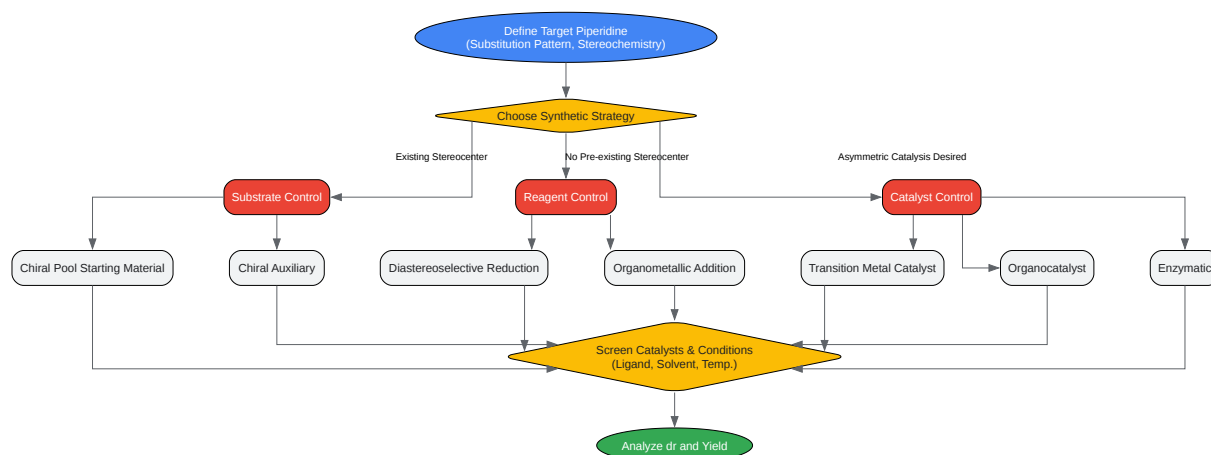 Define Target Piperidine
(Substitution Pattern, Stereochemistry)
Choose Synthetic Strategy
Existing Stereocenter
No Pre-existing Stereocenter
Asymmetric Catalysis Desired
Substrate Control
Reagent Control
Catalyst Control
Chiral Pool Starting Material
Chiral Auxiliary
Diastereoselective Reduction
Organometallic Addition
Transition Metal Catalyst
Organocatalyst
Enzymatic
Screen Catalysts & Conditions
(Ligand, Solvent, Temp.)
Analyze dr and Yield